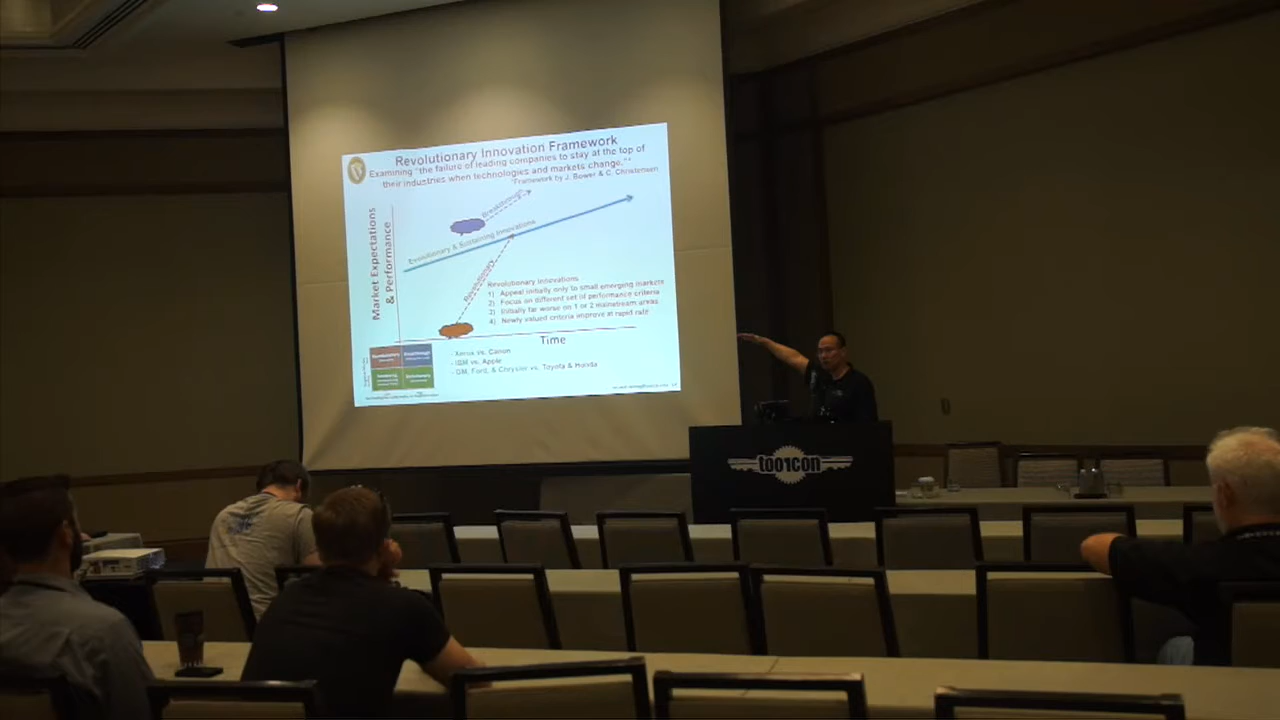 Revolutionary Innovation Framework
Examining "the failure of leading companies to stay at the top of
their industries when technologies and markets change."*
*Framework by J. Bower & C. Christensen
Market Expectations
& Performance
Breakthrough
Evolutionary & Sustaining Innovations
Revolutionary
Revolutionary Innovations
1) Appeal initially only to small emerging markets
2) Focus on different set of performance criteria
3) Initially far worse on 1 or 2 mainstream areas
4) Newly valued criteria improve at rapid rate
Time
- Xerox vs. Canon
- IBM vs. Apple
- GM, Ford, & Chrysler vs. Toyota & Honda
too1con